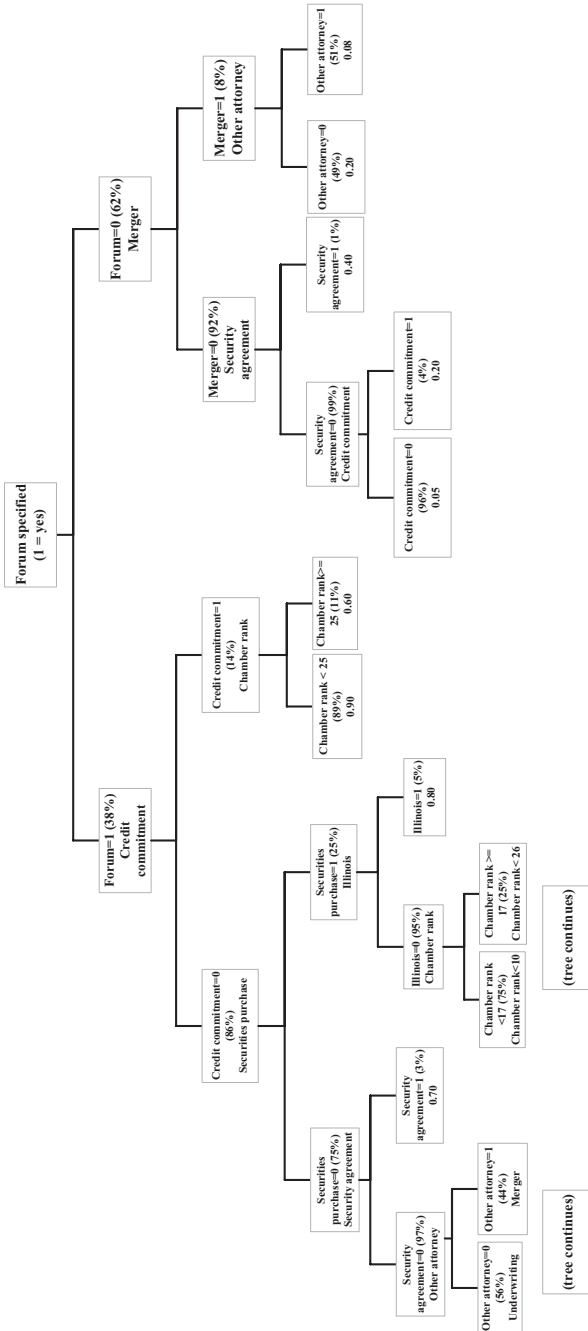 Forum specified
(1 = yes)
Forum=1 (38%)
Credit
commitment
Forum=0 (62%)
Merger
Credit commitment=0
(86%)
Securities purchase
Credit commitment=1
(14%)
Chamber rank
Merger=0 (92%)
Security
agreement
Merger=1 (8%)
Other attorney
Securities
purchase=0 (75%)
Security agreement
Securities
purchase=1 (25%)
Illinois
Chamber rank < 25
(89%)
0.90
Chamber rank>=
25 (11%)
0.60
Security
agreement=0 (99%)
Credit commitment
Security
agreement=1 (1%)
0.40
Other attorney=0
(49%)
0.20
Other attorney=1
(51%)
0.08
Security
agreement=0 (97%)
Other attorney
Security
agreement=1 (3%)
0.70
Illinois=0 (95%)
Chamber rank
Illinois=1 (5%)
0.80
Credit commitment=0
(96%)
0.05
Credit commitment=1
(4%)
0.20
Other attorney=0
(56%)
Underwriting
Other attorney=1
(44%)
Merger
Chamber rank
<17 (75%)
Chamber rank<10
Chamber rank >=
17 (25%)
Chamber rank< 26
(tree continues)
(tree continues)